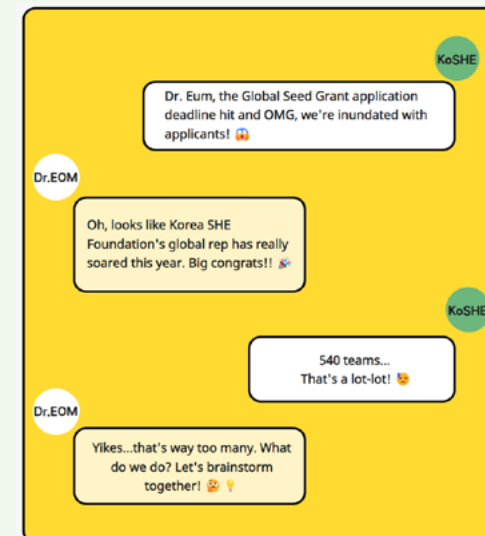 KoSHE
Dr. Eum, the Global Seed Grant application
deadline hit and OMG, we're inundated with
applicants! 😱
Dr.EOM
Oh, looks like Korea SHE
Foundation's global rep has really
soared this year. Big congrats!! 🎉
KoSHE
540 teams...
That's a lot-lot! 😓
Dr.EOM
Yikes...that's way too many. What
do we do? Let's brainstorm
together! 🤔💡